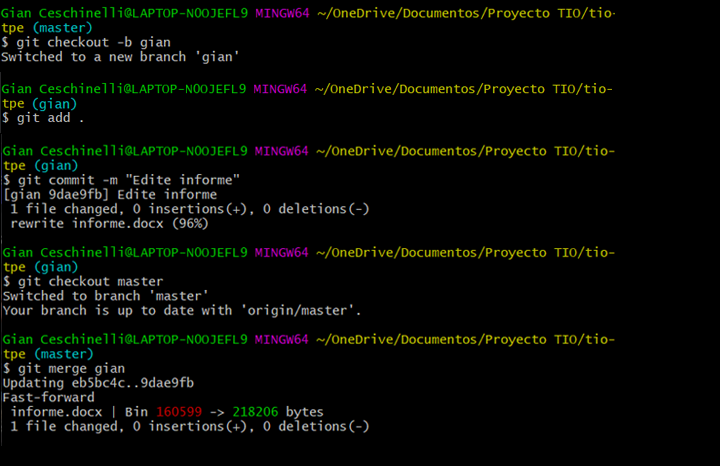 Gian Ceschinelli@LAPTOP-N0OJEFL9 MINGW64 ~/OneDrive/Documentos/Proyecto TIO/tio-
tpe (master)
$ git checkout -b gian
Switched to a new branch 'gian'
Gian Ceschinelli@LAPTOP-N0OJEFL9 MINGW64 ~/OneDrive/Documentos/Proyecto TIO/tio-
tpe (gian)
$ git add .
Gian Ceschinelli@LAPTOP-N0OJEFL9 MINGW64 ~/OneDrive/Documentos/Proyecto TIO/tio-
tpe (gian)
$ git commit -m "Edite informe"
[gian 9dae9fb] Edite informe
 1 file changed, 0 insertions(+), 0 deletions(-)
 rewrite informe.docx (96%)
Gian Ceschinelli@LAPTOP-N0OJEFL9 MINGW64 ~/OneDrive/Documentos/Proyecto TIO/tio-
tpe (gian)
$ git checkout master
Switched to branch 'master'
Your branch is up to date with 'origin/master'.
Gian Ceschinelli@LAPTOP-N0OJEFL9 MINGW64 ~/OneDrive/Documentos/Proyecto TIO/tio-
tpe (master)
$ git merge gian
Updating eb5bc4c..9dae9fb
Fast-forward
 informe.docx | Bin 160599 -> 218206 bytes
 1 file changed, 0 insertions(+), 0 deletions(-)